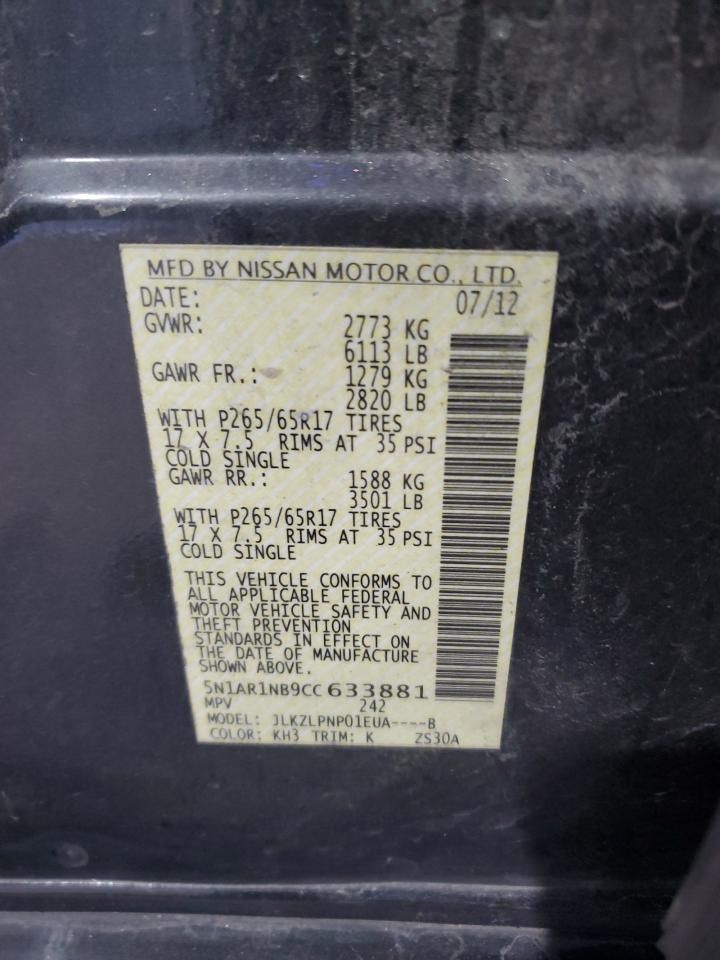 MFD BY NISSAN MOTOR CO., LTD.
DATE: 07/12
GVWR: 2773 KG
6113 LB
GAWR FR.: 1279 KG
2820 LB
WITH P265/65R17 TIRES
17 X 7.5 RIMS AT 35 PSI
COLD SINGLE
GAWR RR.: 1588 KG
3501 LB
WITH P265/65R17 TIRES
17 X 7.5 RIMS AT 35 PSI
COLD SINGLE
THIS VEHICLE CONFORMS TO
ALL APPLICABLE FEDERAL
MOTOR VEHICLE SAFETY AND
THEFT PREVENTION
STANDARDS IN EFFECT ON
THE DATE OF MANUFACTURE
SHOWN ABOVE.
5N1AR1NB9CC633881
MPV 242
MODEL: JLKZLPNP01EUA----B
COLOR: KH3 TRIM: K ZS30A